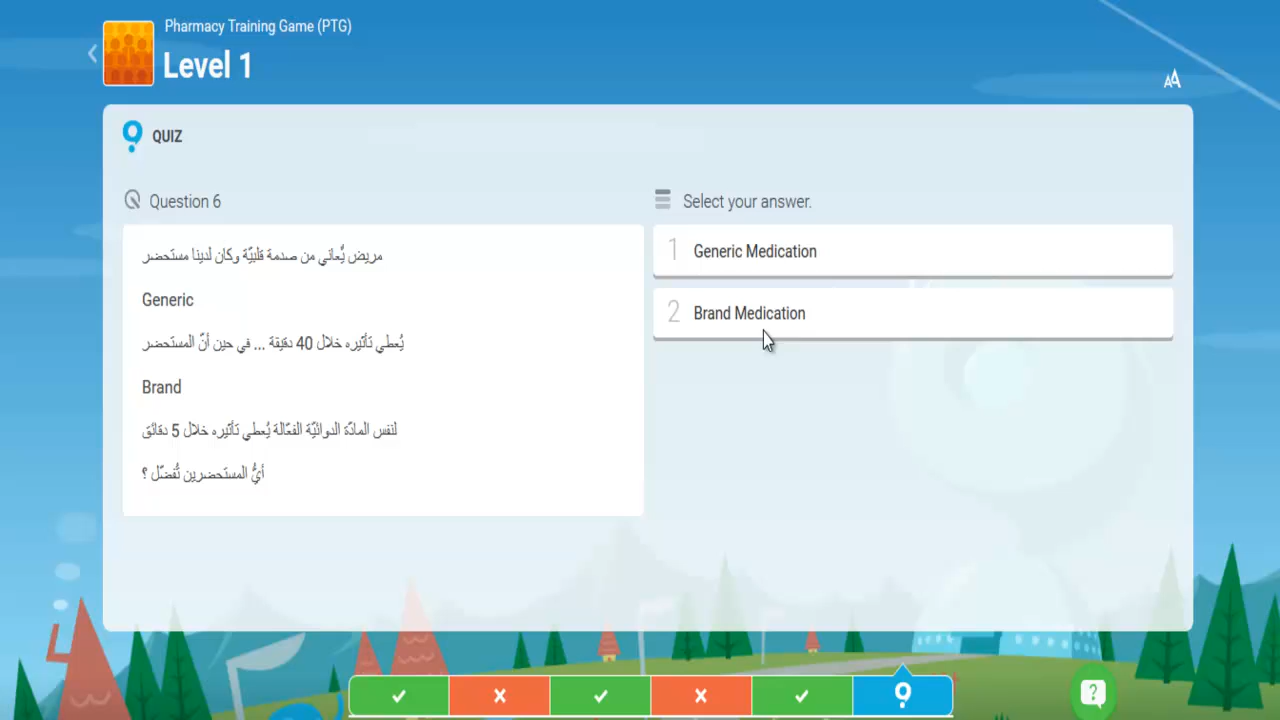 Pharmacy Training Game (PTG)
Level 1
AA
QUIZ
Question 6
مريض يُعاني من صدمة قلبيّة وكان لدينا مستحضر
Generic
يُعطي تأثيره خلال 40 دقيقة ... في حين أنّ المستحضر
Brand
لنفس المادّة الدوائيّة الفعّالة يُعطي تأثيره خلال 5 دقائق
أيُّ المستحضرين تُفضّل ؟
Select your answer.
1 Generic Medication
2 Brand Medication